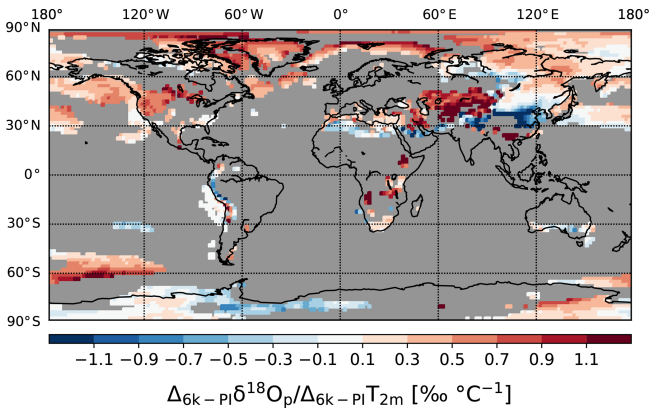 180° 120°W 60°W 0° 60°E 120°E 180°
90°N
60°N
30°N
0°
30°S
60°S
90°S
−1.1 −0.9 −0.7 −0.5 −0.3 −0.1 0.1 0.3 0.5 0.7 0.9 1.1
Δ₆ₖ₋PIδ¹⁸Oₚ/Δ₆ₖ₋PIT₂ₘ [‰ °C⁻¹]